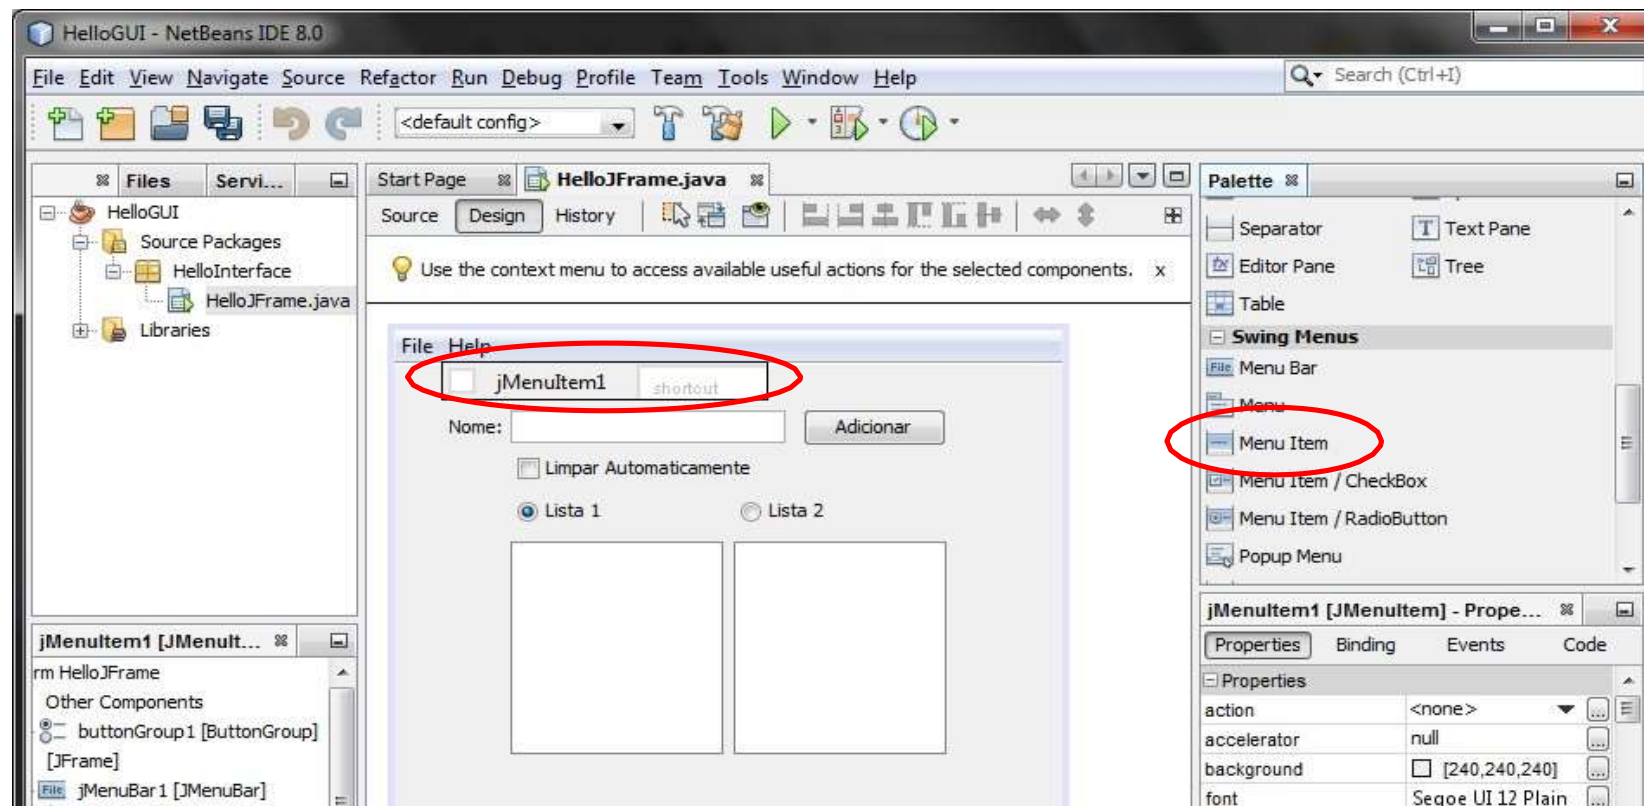 HelloGUI - NetBeans IDE 8.0
File Edit View Navigate Source Refactor Run Debug Profile Team Tools Window Help
Search (Ctrl+I)
<default config>
Files Servi...
HelloGUI
Source Packages
HelloInterface
HelloJFrame.java
Libraries
Start Page HelloJFrame.java
Source Design History
Use the context menu to access available useful actions for the selected components. x
File Help
jMenuItem1 shortcut
Nome: Adicionar
Limpar Automaticamente
Lista 1 Lista 2
Palette
Separator Text Pane
Editor Pane Tree
Table
Swing Menus
Menu Bar
Menu
Menu Item
Menu Item / CheckBox
Menu Item / RadioButton
Popup Menu
jMenuItem1 [JMenuIt...
rm HelloJFrame
Other Components
buttonGroup1 [ButtonGroup]
[JFrame]
jMenuBar1 [JMenuBar]
jMenuItem1 [JMenuItem] - Prope...
Properties Binding Events Code
Properties
action <none>
accelerator null
background [240,240,240]
font Segoe UI 12 Plain